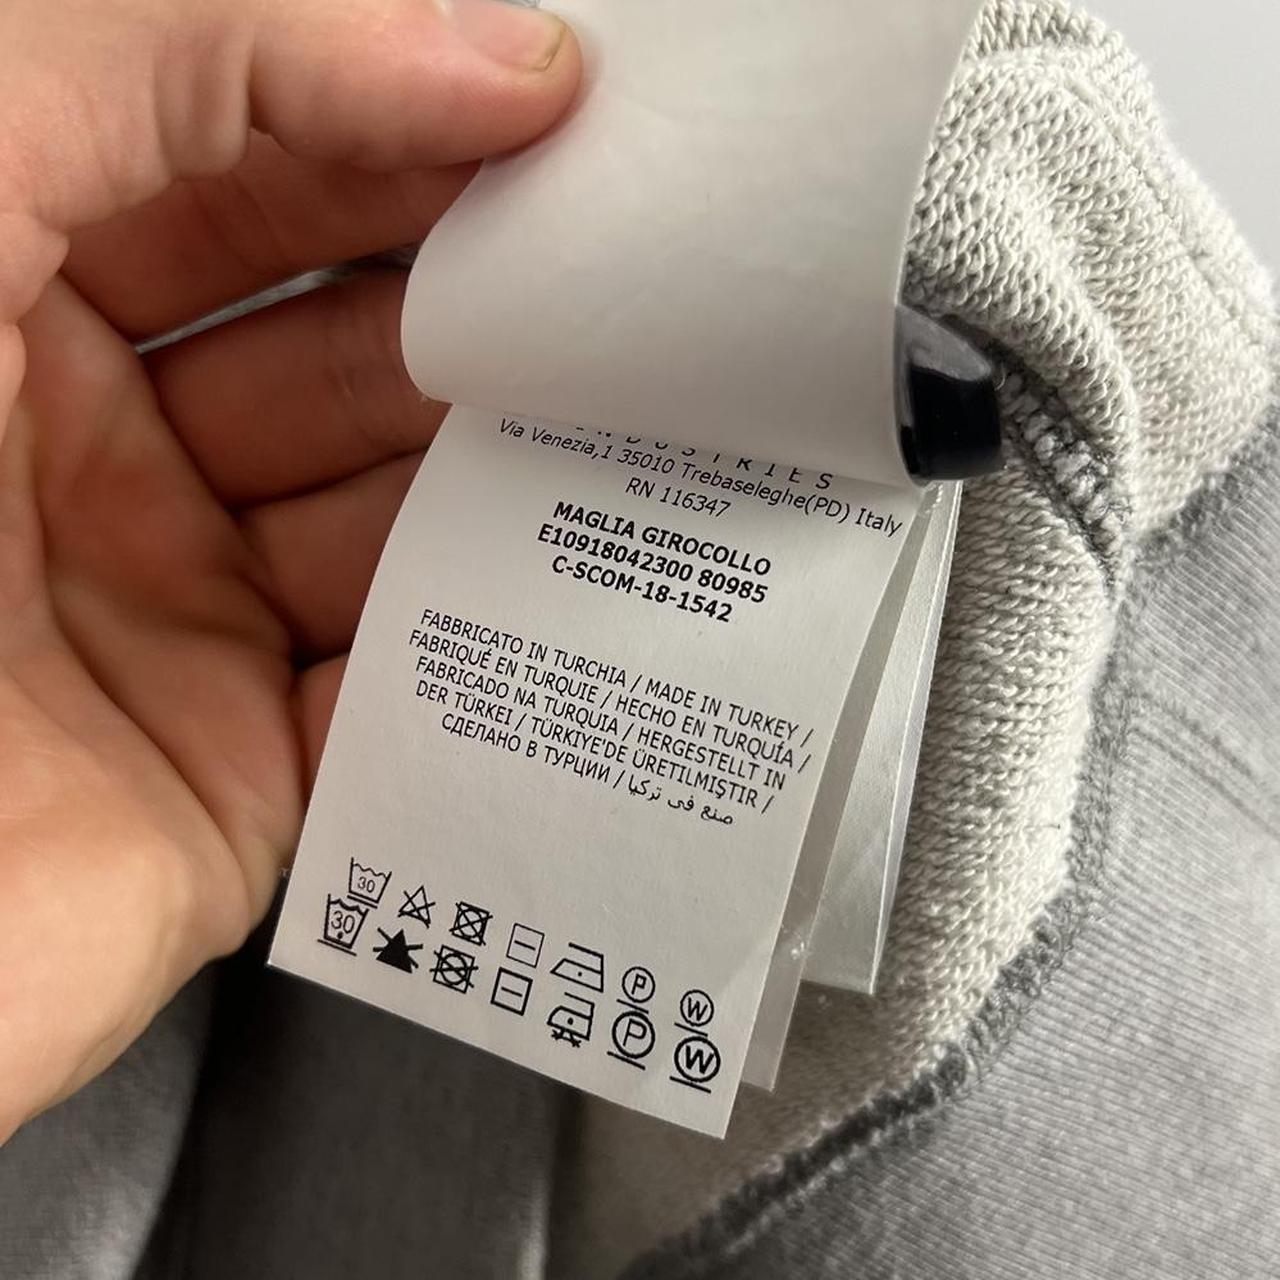 INDUSTRIES
Via Venezia,1 35010 Trebaseleghe(PD) Italy
RN 116347
MAGLIA GIROCOLLO
E10918042300 80985
C-SCOM-18-1542
FABBRICATO IN TURCHIA / MADE IN TURKEY /
FABRIQUÉ EN TURQUIE / HECHO EN TURQUÍA /
FABRICADO NA TURQUIA / HERGESTELLT IN
DER TÜRKEI / TÜRKIYE'DE ÜRETILMIŞTIR /
СДЕЛАНО В ТУРЦИИ / صنع في تركيا
30
P W
30
P W